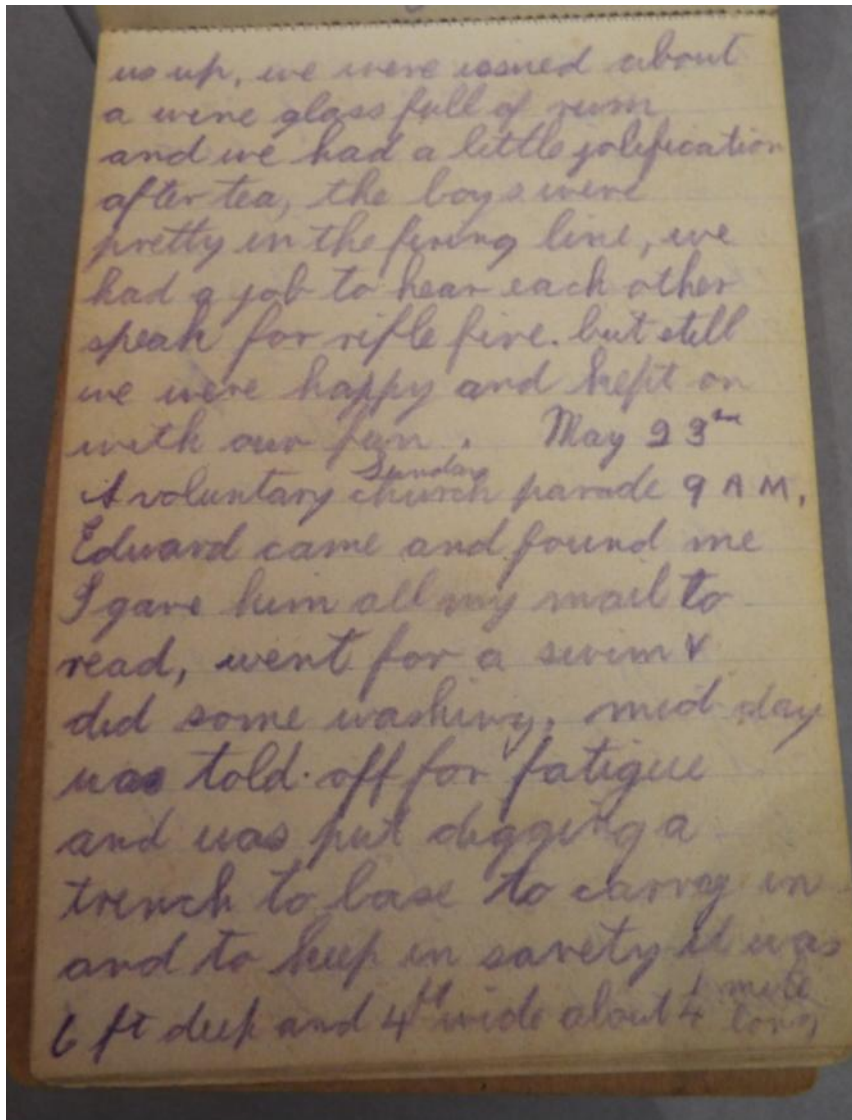 us up, we were issued about
a wine glass full of rum
and we had a little jolification
after tea, the boys were
pretty in the firing line, we
had a job to hear each other
speak for rifle fire. but still
we were happy and kept on
with our fun. May 23rd
Sunday
A voluntary church parade 9 AM,
Edward came and found me
I gave him all my mail to
read, went for a swim &
did some washing, mid day
was told off for fatigue
and was put digging a
trench to base to carry in
and to keep in savety it was
6 ft deep and 4 ft wide about 1/4 mile
long